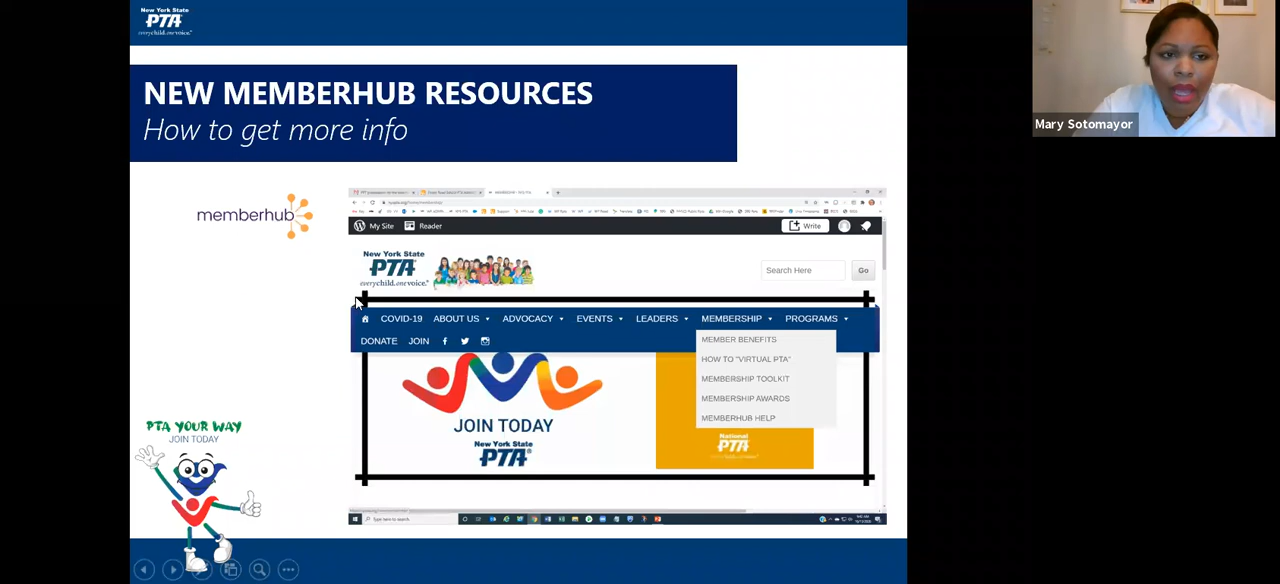 New York State
PTA
everychild.onevoice.®
NEW MEMBERHUB RESOURCES
How to get more info
Mary Sotomayor
memberhub
My Site
Reader
Write
New York State
PTA®
everychild.onevoice.®
Search Here
Go
COVID-19 ABOUT US ADVOCACY EVENTS LEADERS MEMBERSHIP PROGRAMS
DONATE JOIN
MEMBER BENEFITS
HOW TO "VIRTUAL PTA"
MEMBERSHIP TOOLKIT
MEMBERSHIP AWARDS
MEMBERHUB HELP
JOIN TODAY
New York State
PTA®
National
PTA
PTA YOUR WAY
JOIN TODAY
Type here to search